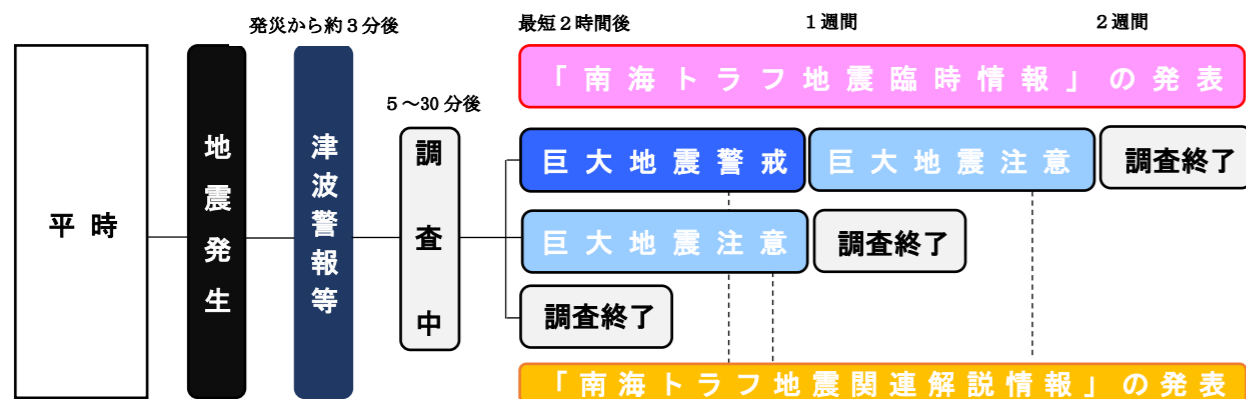 発災から約3分後
最短2時間後
1週間
2週間
「南海トラフ地震臨時情報」の発表
5～30分後
平時
地震発生
津波警報等
調査中
巨大地震警戒
巨大地震注意
調査終了
巨大地震注意
調査終了
調査終了
「南海トラフ地震関連解説情報」の発表